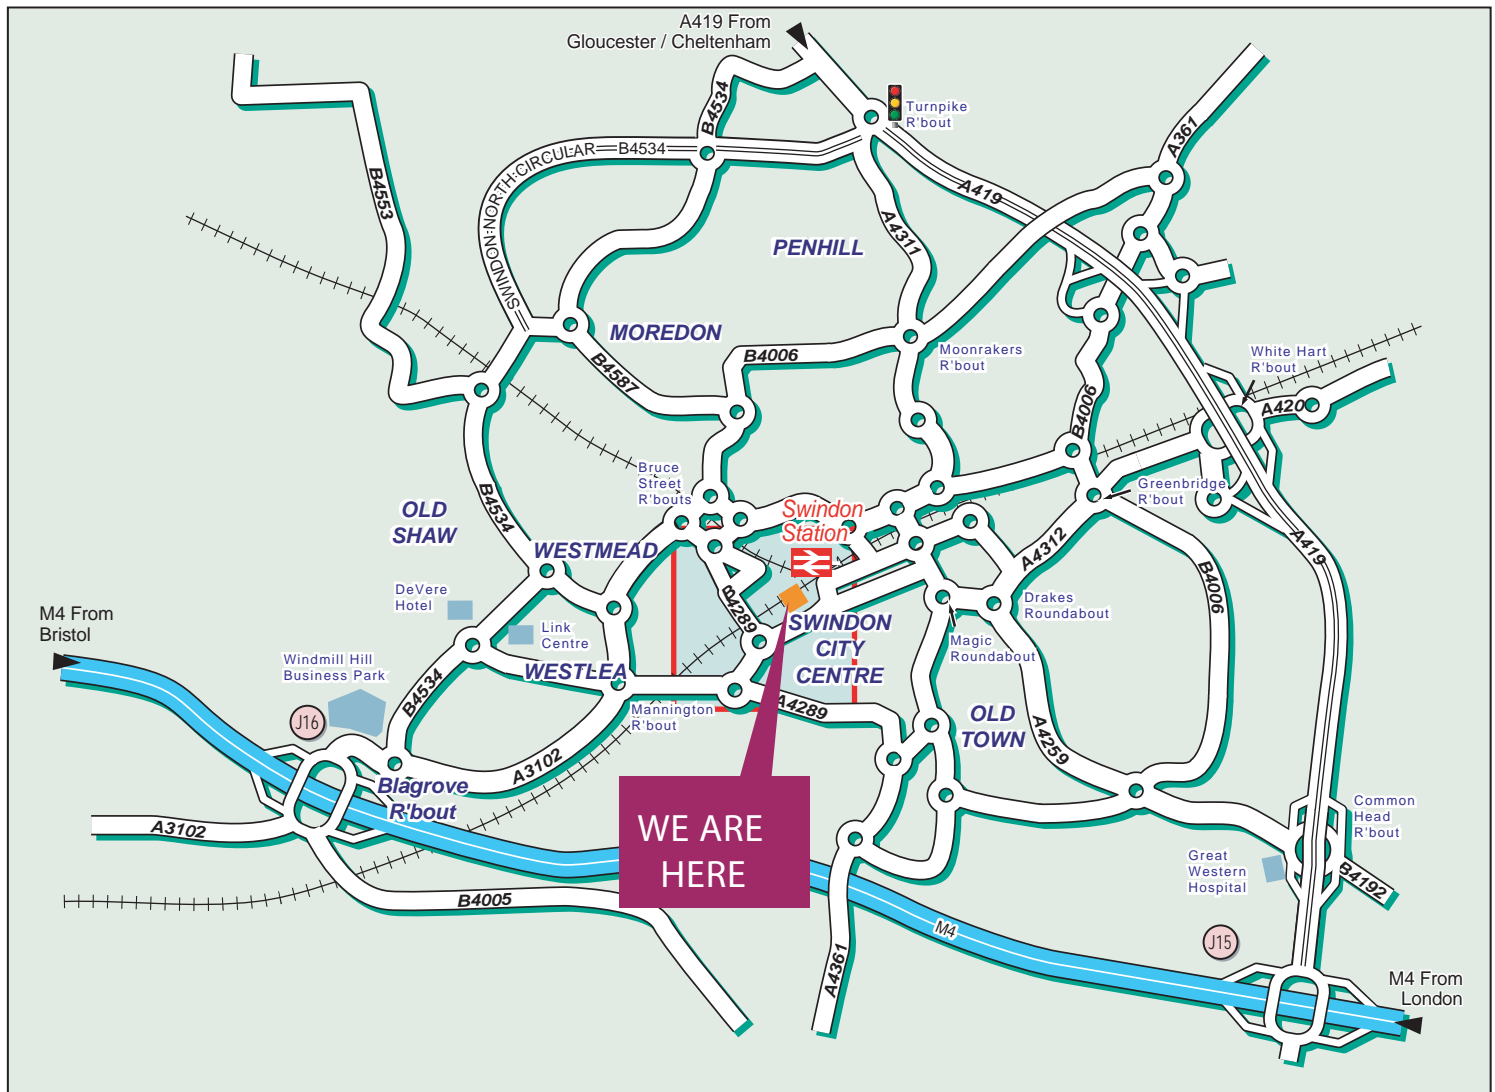 A419 From
Gloucester / Cheltenham
B4534
Turnpike
R'bout
A361
SWINDON NORTH CIRCULAR
B4534
B4553
A419
A4311
PENHILL
MOREDON
B4006
Moonrakers
R'bout
White Hart
R'bout
B4587
B4006
A420
Bruce
Street
R'bouts
Greenbridge
R'bout
OLD
SHAW
B4534
Swindon
Station
WESTMEAD
A4312
A419
B4006
DeVere
Hotel
B4289
Drakes
Roundabout
M4 From
Bristol
Link
Centre
SWINDON
CITY
CENTRE
Magic
Roundabout
Windmill Hill
Business Park
WESTLEA
B4534
J16
Mannington
R'bout
A4289
OLD
TOWN
A4259
A3102
Blagrove
R'bout
A3102
WE ARE
HERE
Common
Head
R'bout
Great
Western
Hospital
B4192
B4005
M4
J15
A4361
M4 From
London